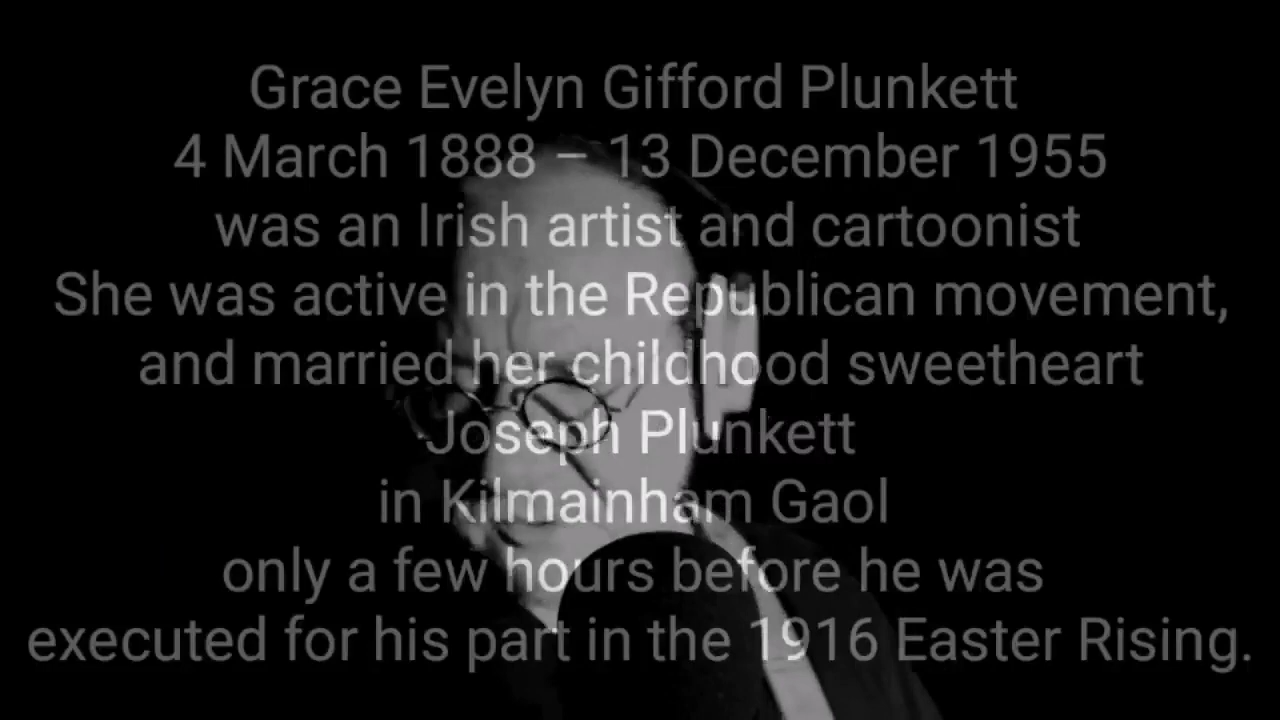 Grace Evelyn Gifford Plunkett
4 March 1888 – 13 December 1955
was an Irish artist and cartoonist
She was active in the Republican movement,
and married her childhood sweetheart
Joseph Plunkett
in Kilmainham Gaol
only a few hours before he was
executed for his part in the 1916 Easter Rising.